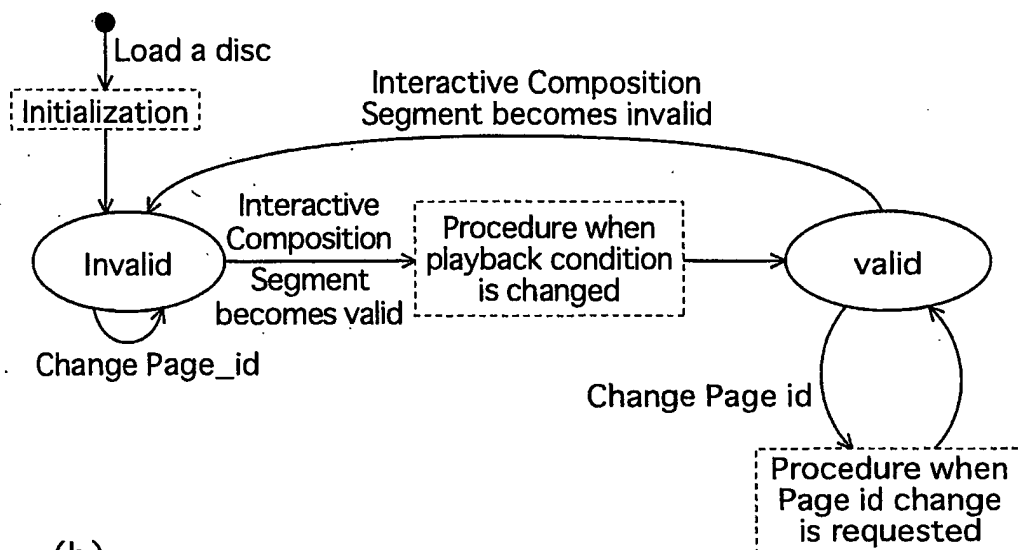 Load a disc
Initialization
Interactive Composition
Segment becomes invalid
Interactive
Composition
Segment
becomes valid
Invalid
Procedure when
playback condition
is changed
valid
Change Page_id
Change Page id
Procedure when
Page id change
is requested
(b)